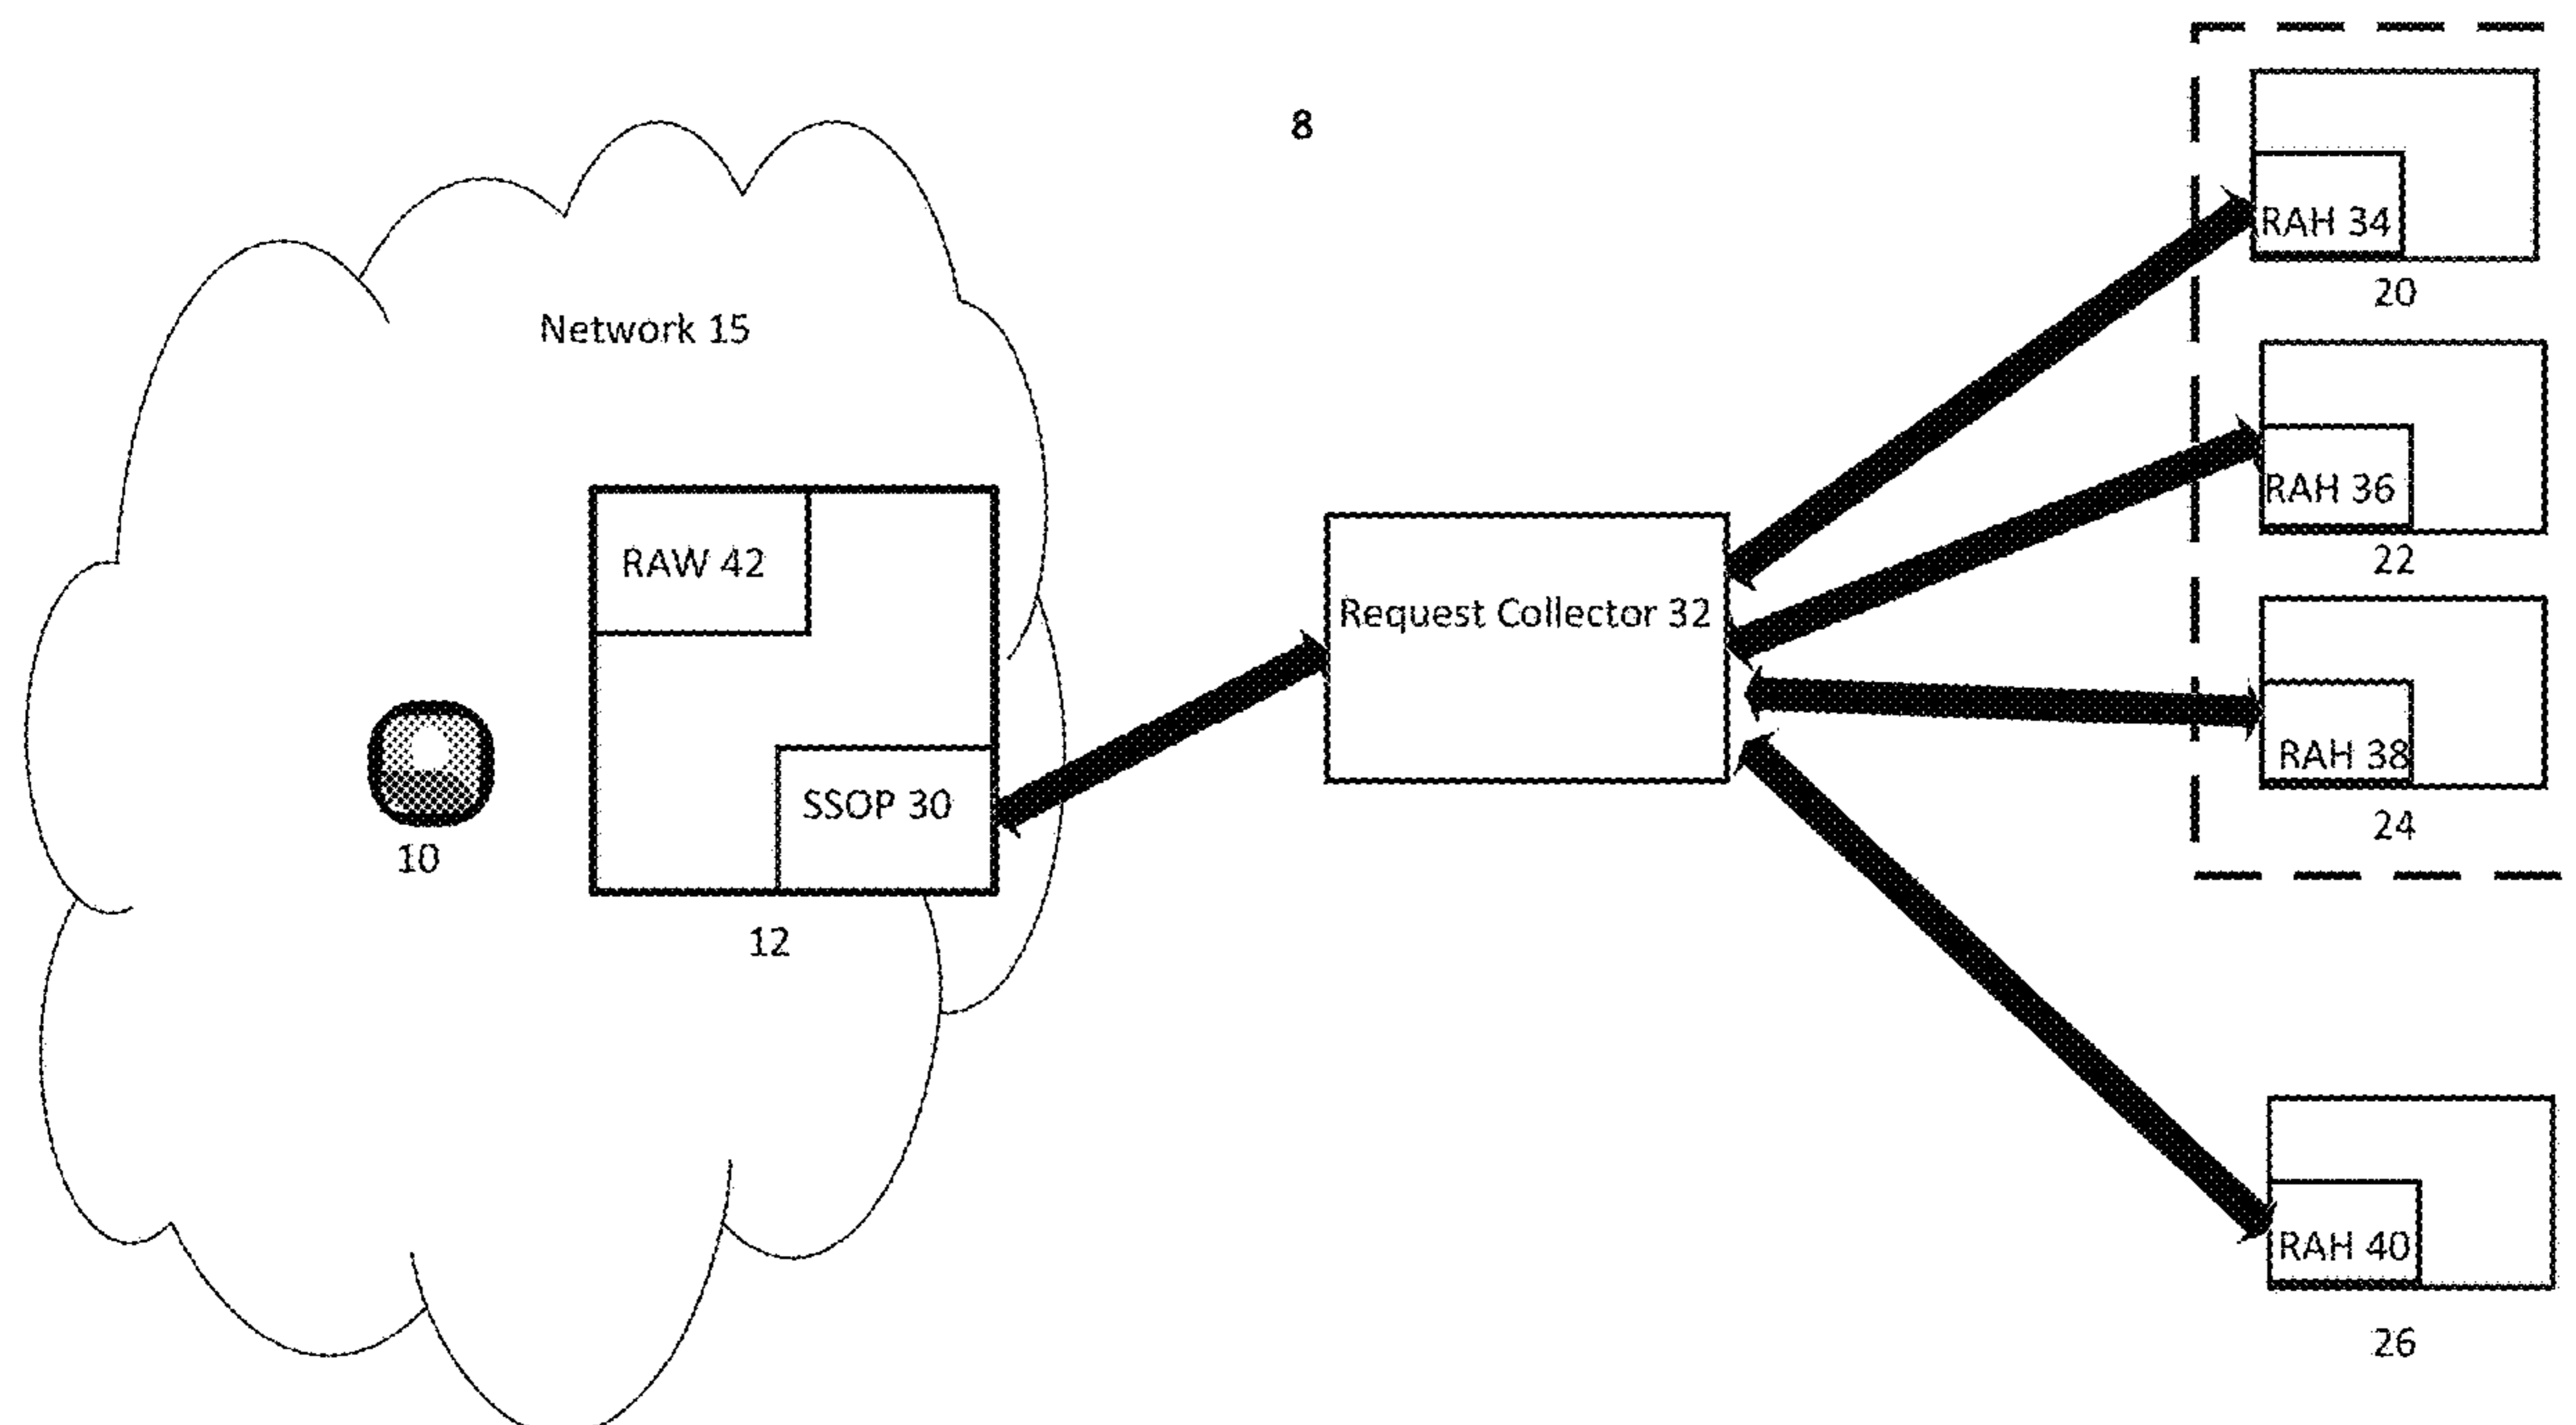 8
Network 15
RAW 42
SSOP 30
10
12
Request Collector 32
RAH 34
20
RAH 36
22
RAH 38
24
RAH 40
26